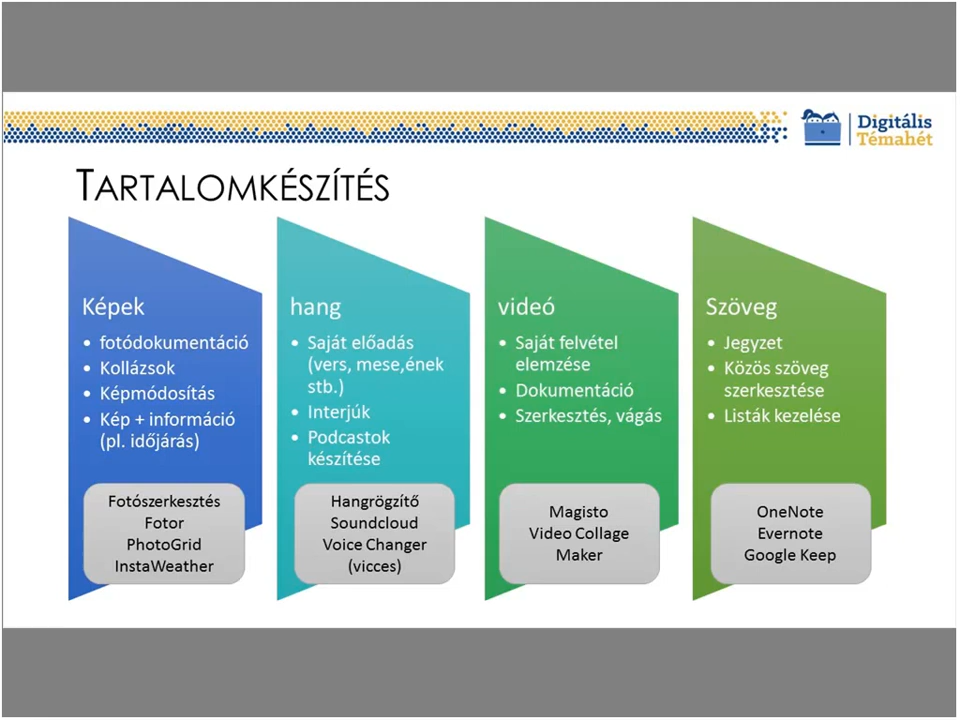 Digitális
Témahét
TARTALOMKÉSZÍTÉS
Képek
• fotódokumentáció
• Kollázsok
• Képmódosítás
• Kép + információ
(pl. időjárás)
Fotószerkesztés
Fotor
PhotoGrid
InstaWeather
hang
• Saját előadás
(vers, mese,ének
stb.)
• Interjúk
• Podcastok
készítése
Hangrögzítő
Soundcloud
Voice Changer
(vicces)
videó
• Saját felvétel
elemzése
• Dokumentáció
• Szerkesztés, vágás
Magisto
Video Collage
Maker
Szöveg
• Jegyzet
• Közös szöveg
szerkesztése
• Listák kezelése
OneNote
Evernote
Google Keep